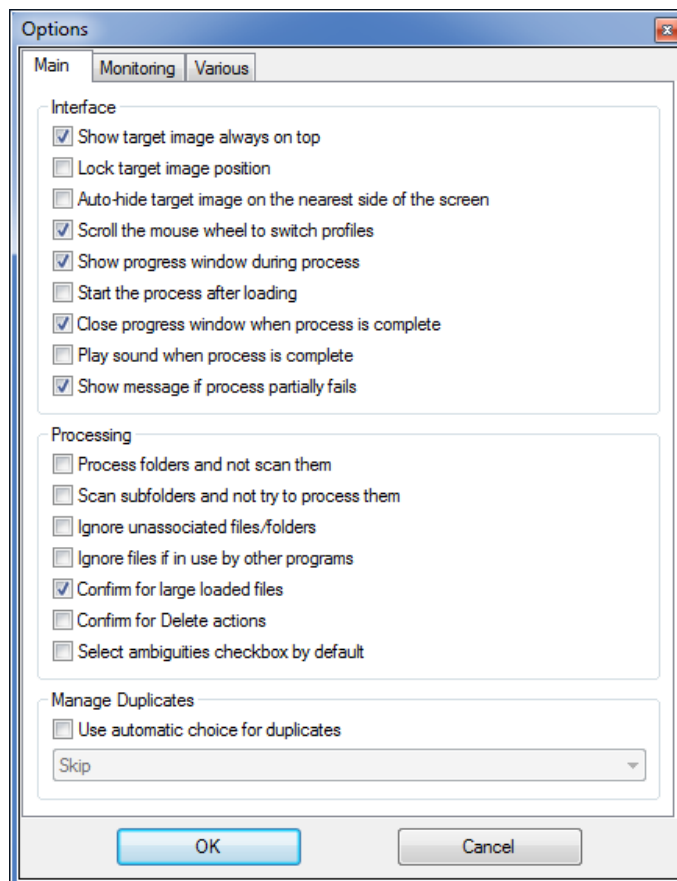 Options
Main Monitoring Various
Interface
Show target image always on top
Lock target image position
Auto-hide target image on the nearest side of the screen
Scroll the mouse wheel to switch profiles
Show progress window during process
Start the process after loading
Close progress window when process is complete
Play sound when process is complete
Show message if process partially fails
Processing
Process folders and not scan them
Scan subfolders and not try to process them
Ignore unassociated files/folders
Ignore files if in use by other programs
Confirm for large loaded files
Confirm for Delete actions
Select ambiguities checkbox by default
Manage Duplicates
Use automatic choice for duplicates
Skip
OK Cancel